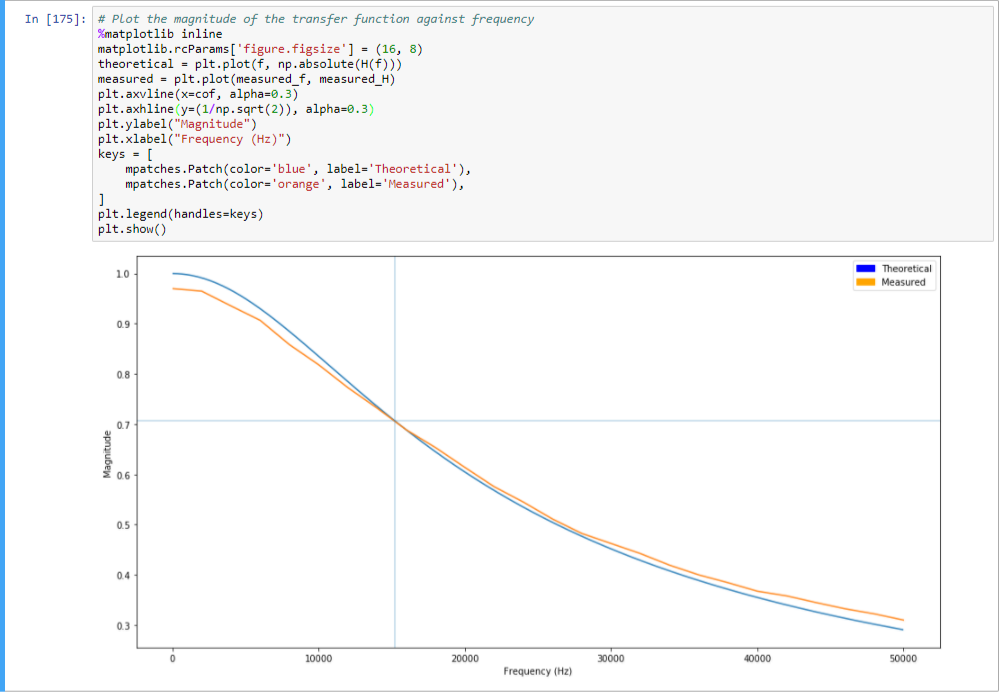 In [175]: # Plot the magnitude of the transfer function against frequency
%matplotlib inline
matplotlib.rcParams['figure.figsize'] = (16, 8)
theoretical = plt.plot(f, np.absolute(H(f)))
measured = plt.plot(measured_f, measured_H)
plt.axvline(x=cof, alpha=0.3)
plt.axhline(y=(1/np.sqrt(2)), alpha=0.3)
plt.ylabel("Magnitude")
plt.xlabel("Frequency (Hz)")
keys = [
    mpatches.Patch(color='blue', label='Theoretical'),
    mpatches.Patch(color='orange', label='Measured'),
]
plt.legend(handles=keys)
plt.show()
Theoretical
Measured
1.0
0.9
0.8
0.7
0.6
0.5
0.4
0.3
Magnitude
0 10000 20000 30000 40000 50000
Frequency (Hz)